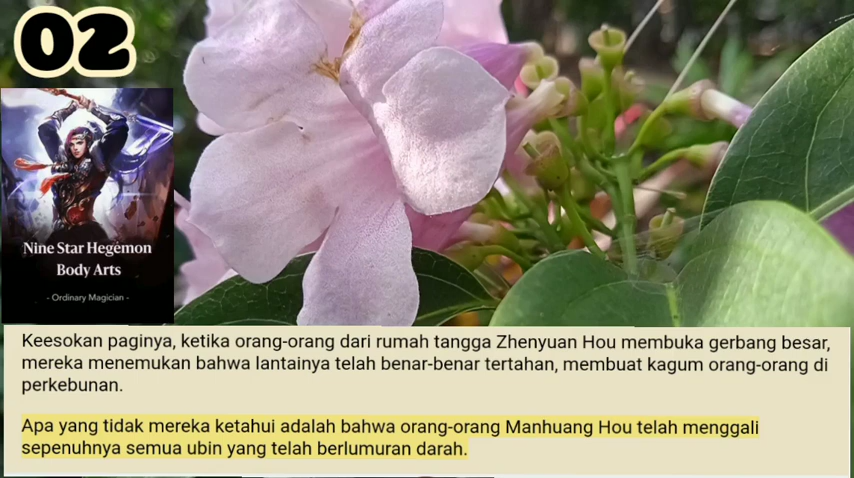 02
Nine Star Hegemon
Body Arts
- Ordinary Magician -
Keesokan paginya, ketika orang-orang dari rumah tangga Zhenyuan Hou membuka gerbang besar,
mereka menemukan bahwa lantainya telah benar-benar tertahan, membuat kagum orang-orang di
perkebunan.
Apa yang tidak mereka ketahui adalah bahwa orang-orang Manhuang Hou telah menggali
sepenuhnya semua ubin yang telah berlumuran darah.